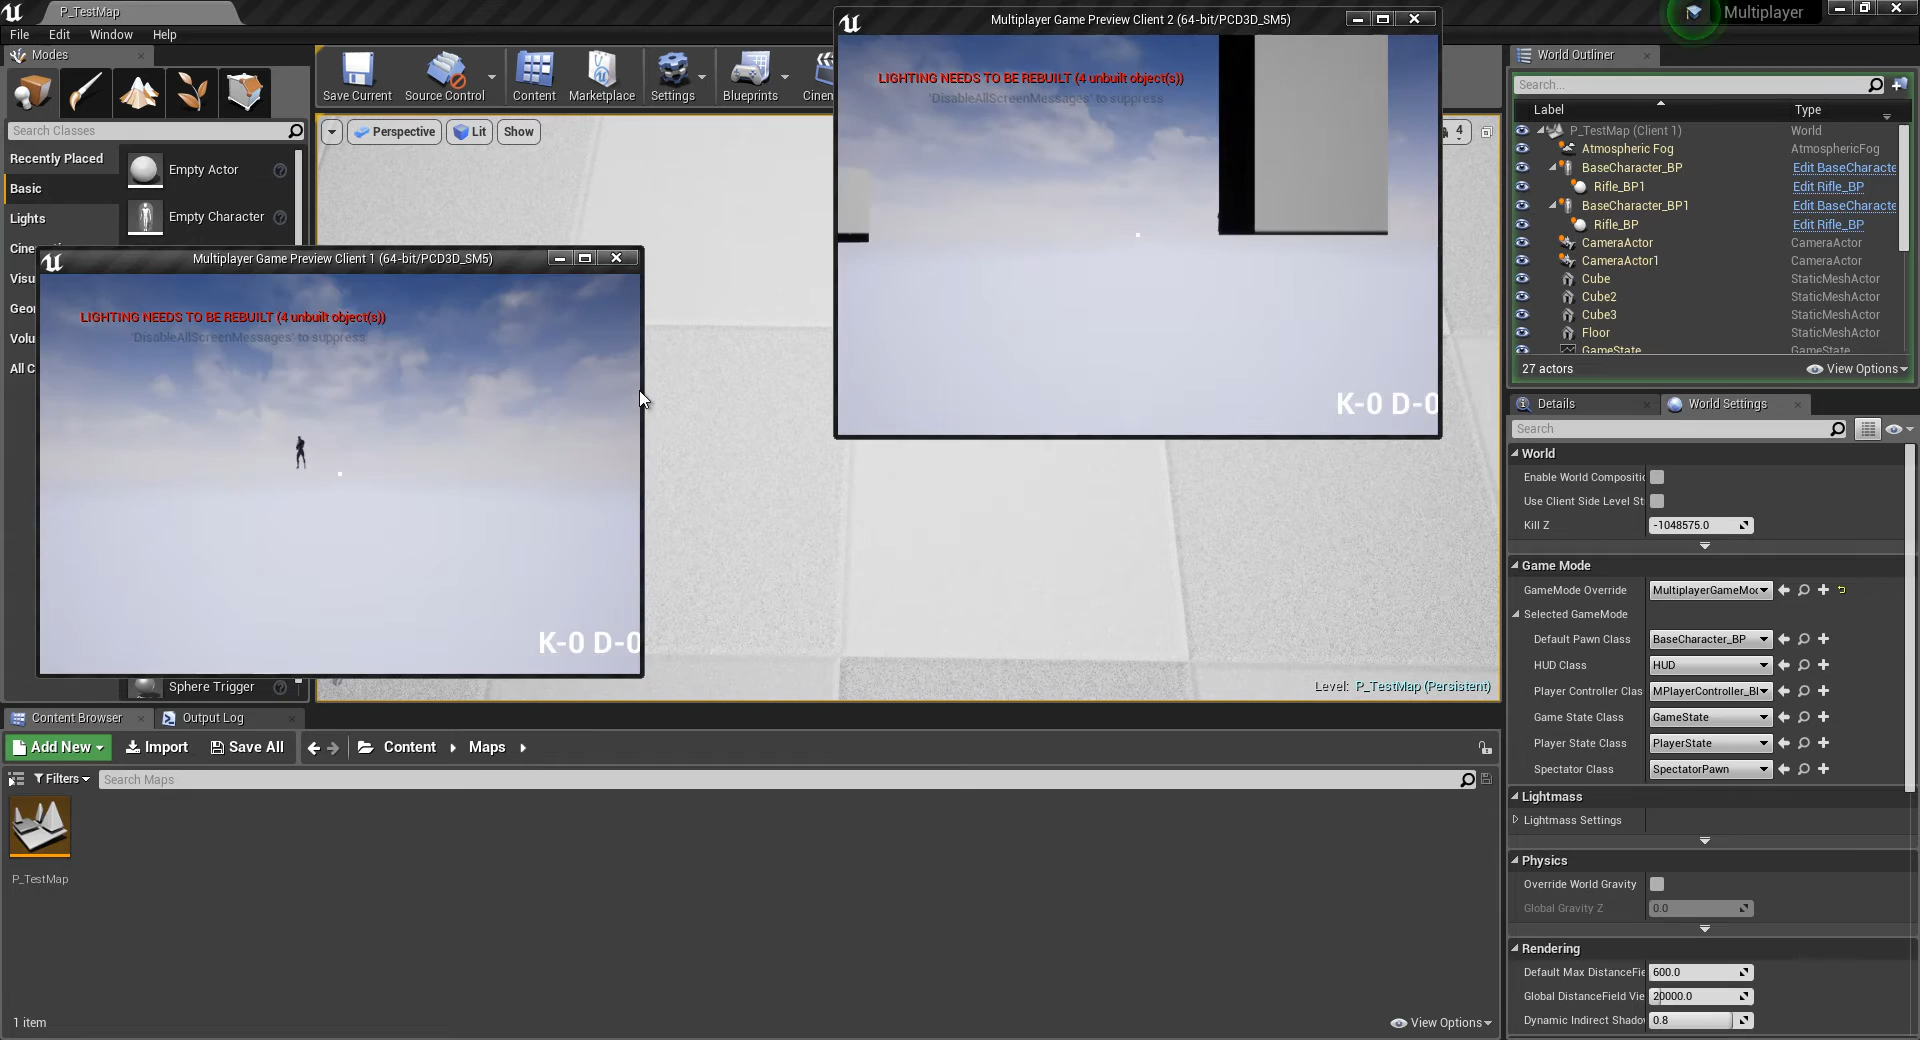 P_TestMap
Multiplayer
File Edit Window Help
Modes
Save Current
Source Control
Content
Marketplace
Settings
Blueprints
Search Classes
Recently Placed
Basic
Lights
Empty Actor
Empty Character
Perspective
Lit
Show
4
Multiplayer Game Preview Client 2 (64-bit/PCD3D_SM5)
LIGHTING NEEDS TO BE REBUILT (4 unbuilt object(s))
'DisableAllScreenMessages' to suppress
K-0 D-0
Multiplayer Game Preview Client 1 (64-bit/PCD3D_SM5)
LIGHTING NEEDS TO BE REBUILT (4 unbuilt object(s))
'DisableAllScreenMessages' to suppress
K-0 D-0
Sphere Trigger
Level: P_TestMap (Persistent)
World Outliner
Search...
Label Type
P_TestMap (Client 1) World
Atmospheric Fog AtmosphericFog
BaseCharacter_BP Edit BaseCharacte
Rifle_BP1 Edit Rifle_BP
BaseCharacter_BP1 Edit BaseCharacte
Rifle_BP Edit Rifle_BP
CameraActor CameraActor
CameraActor1 CameraActor
Cube StaticMeshActor
Cube2 StaticMeshActor
Cube3 StaticMeshActor
Floor StaticMeshActor
GameState GameState
27 actors View Options
Details
World Settings
Search
World
Enable World Compositic
Use Client Side Level St
Kill Z -1048575.0
Game Mode
GameMode Override MultiplayerGameMoc
Selected GameMode
Default Pawn Class BaseCharacter_BP
HUD Class HUD
Player Controller Clas MPlayerController_Bl
Game State Class GameState
Player State Class PlayerState
Spectator Class SpectatorPawn
Lightmass
Lightmass Settings
Physics
Override World Gravity
Global Gravity Z 0.0
Rendering
Default Max DistanceFie 600.0
Global DistanceField Vie 20000.0
Dynamic Indirect Shadov 0.8
Content Browser
Output Log
Add New
Import
Save All
Content
Maps
Filters
Search Maps
P_TestMap
1 item
View Options